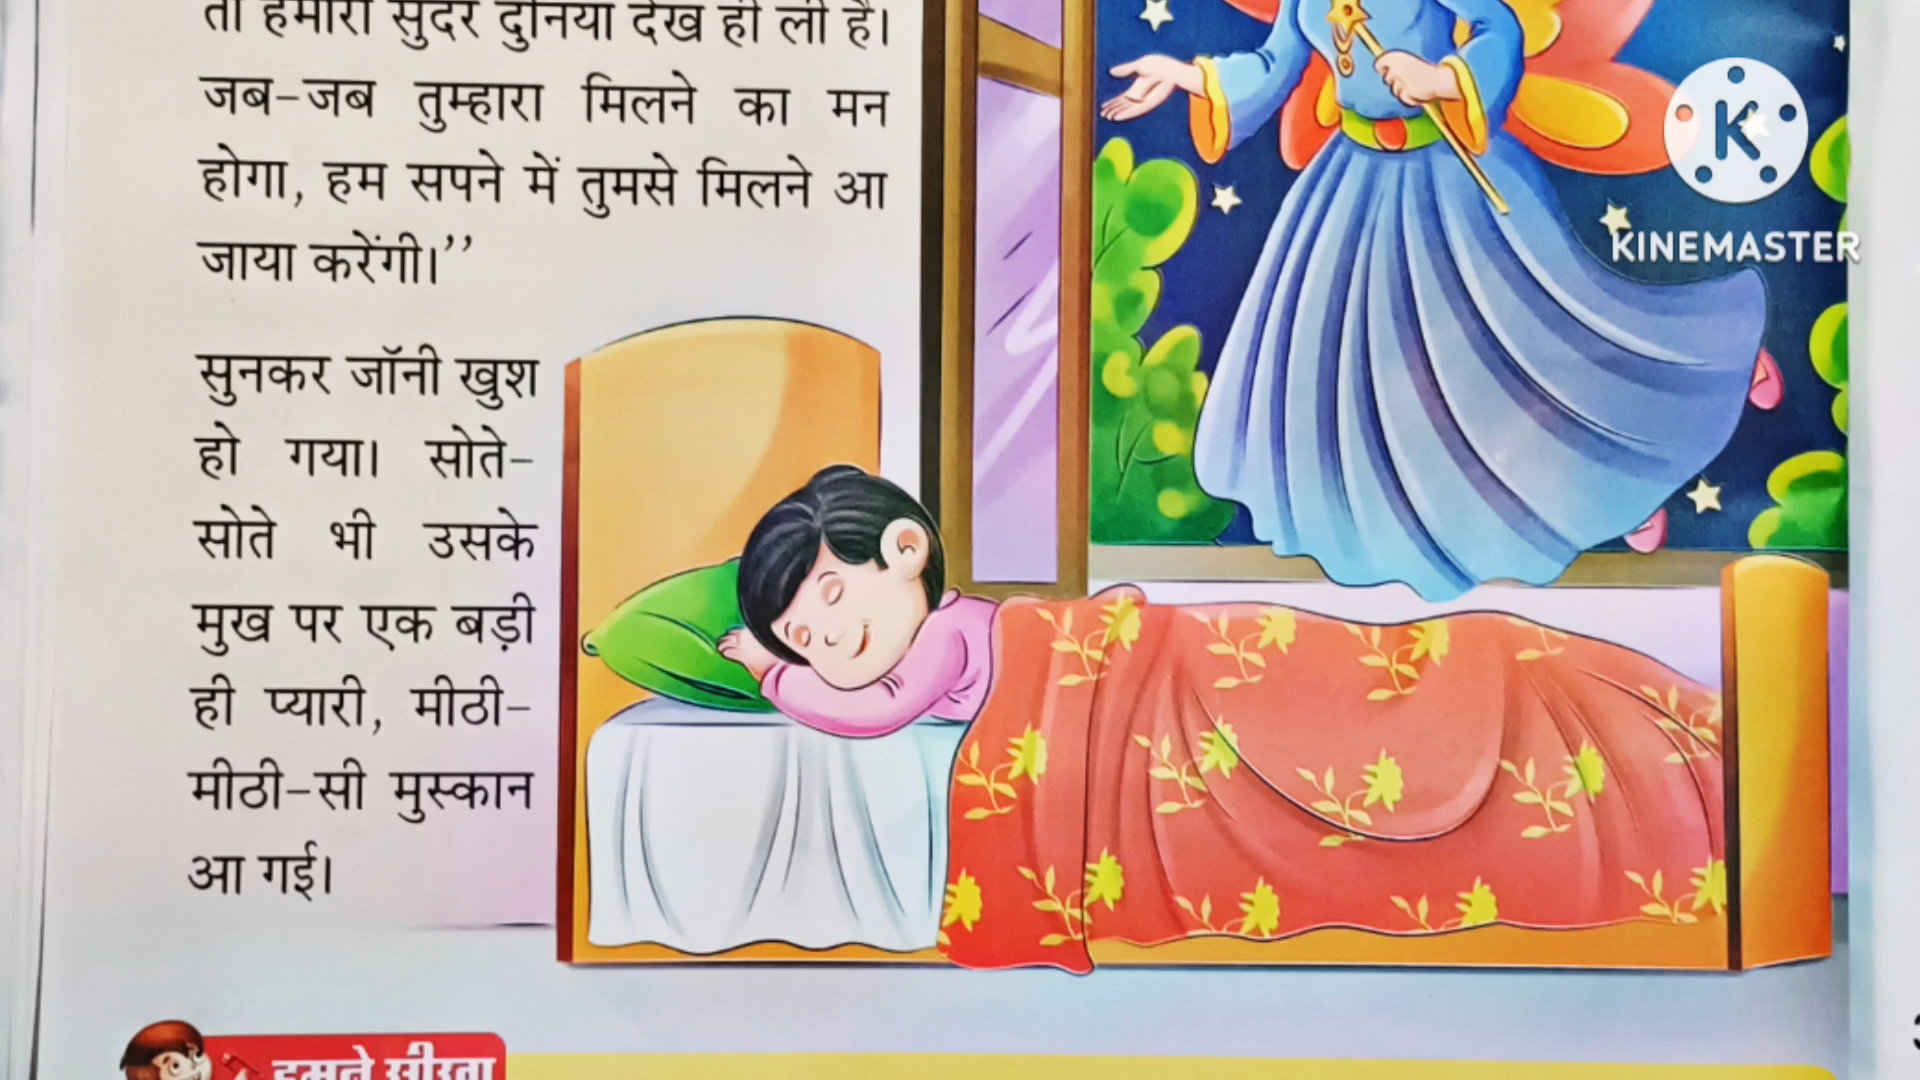 तो हमारी सुंदर दुनिया देख ही ली है।
जब-जब तुम्हारा मिलने का मन
होगा, हम सपने में तुमसे मिलने आ
जाया करेंगी।’’
सुनकर जॉनी खुश
हो गया। सोते-
सोते भी उसके
मुख पर एक बड़ी
ही प्यारी, मीठी-
मीठी-सी मुस्कान
आ गई।
हमने सीखा
K
KINEMASTER